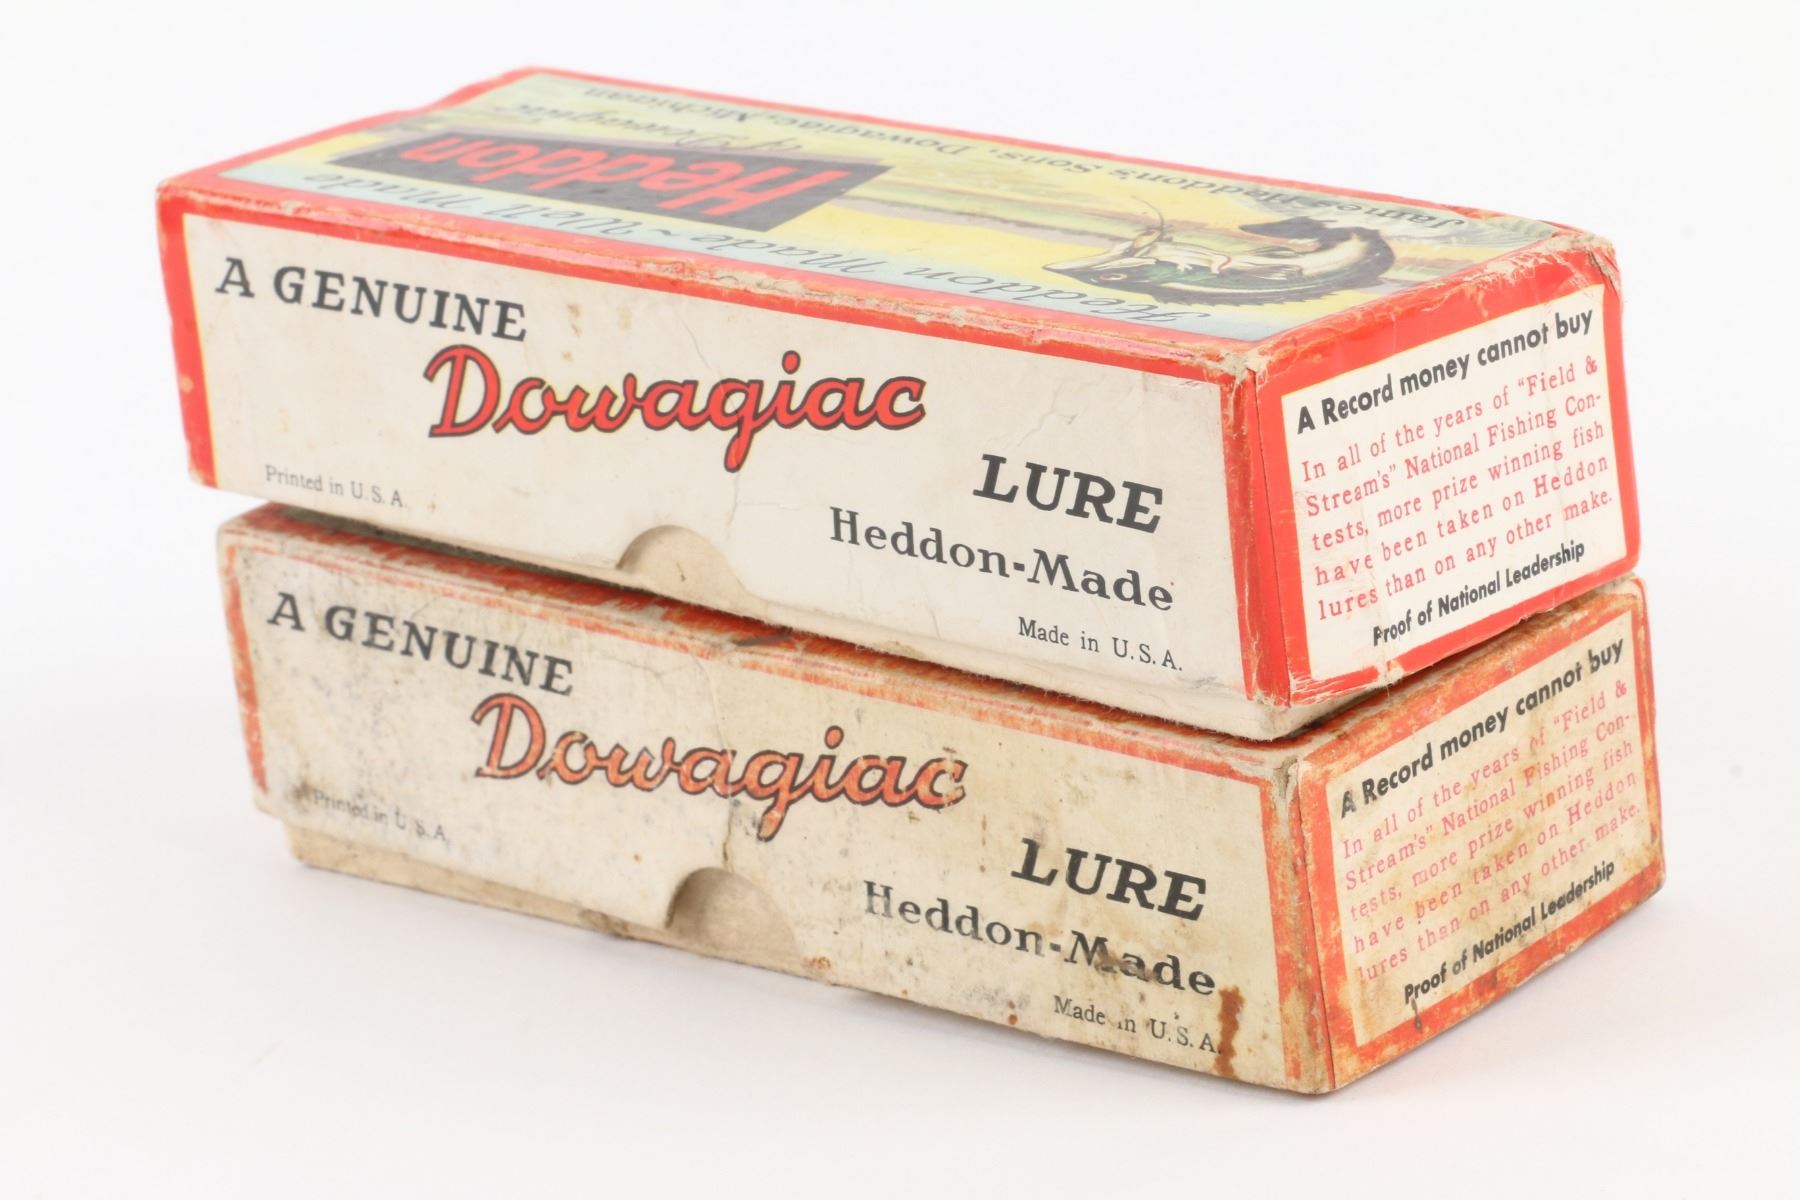 James Heddon's Sons, Dowagiac, Michigan
Heddon
of Dowagiac
Heddon Made ~ Well Made
A GENUINE
Dowagiac
LURE
Heddon-Made
Printed in U.S.A.
Made in U.S.A.
A Record money cannot buy
In all of the years of "Field &
Stream's" National Fishing Con-
tests, more prize winning fish
have been taken on Heddon
lures than on any other make.
Proof of National Leadership
A GENUINE
Dowagiac
LURE
Heddon-Made
Printed in U.S.A.
Made in U.S.A.
A Record money cannot buy
In all of the years of "Field &
Stream's" National Fishing Con-
tests, more prize winning fish
have been taken on Heddon
lures than on any other make.
Proof of National Leadership